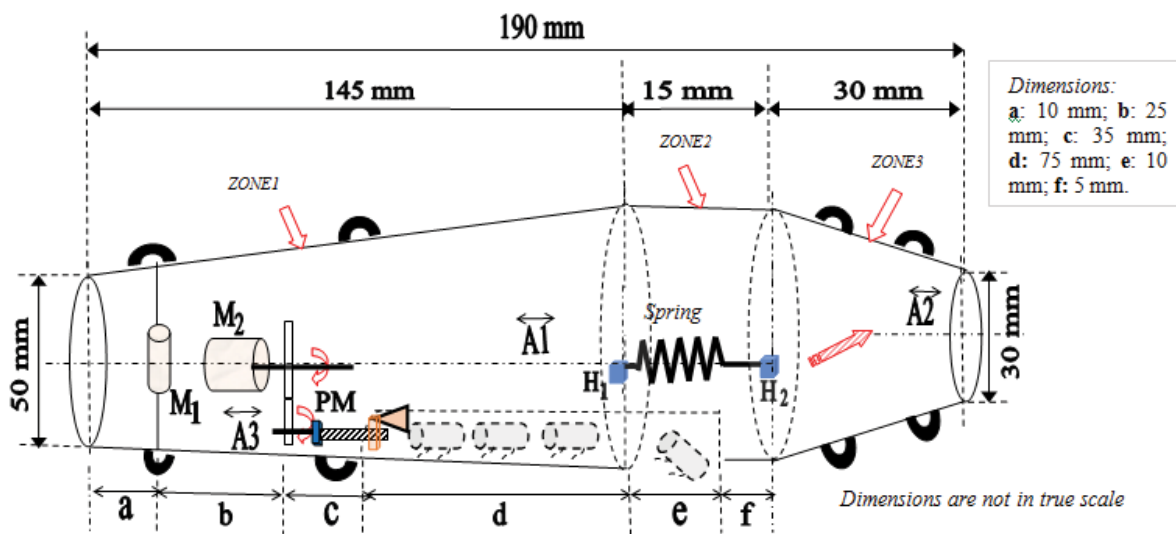 190 mm
145 mm
15 mm
30 mm
Dimensions:
a: 10 mm; b: 25
mm; c: 35 mm;
d: 75 mm; e: 10
mm; f: 5 mm.
ZONE1
ZONE2
ZONE3
50 mm
M1
M2
A3
PM
A1
Spring
H1
H2
A2
30 mm
a
b
c
d
e
f
Dimensions are not in true scale